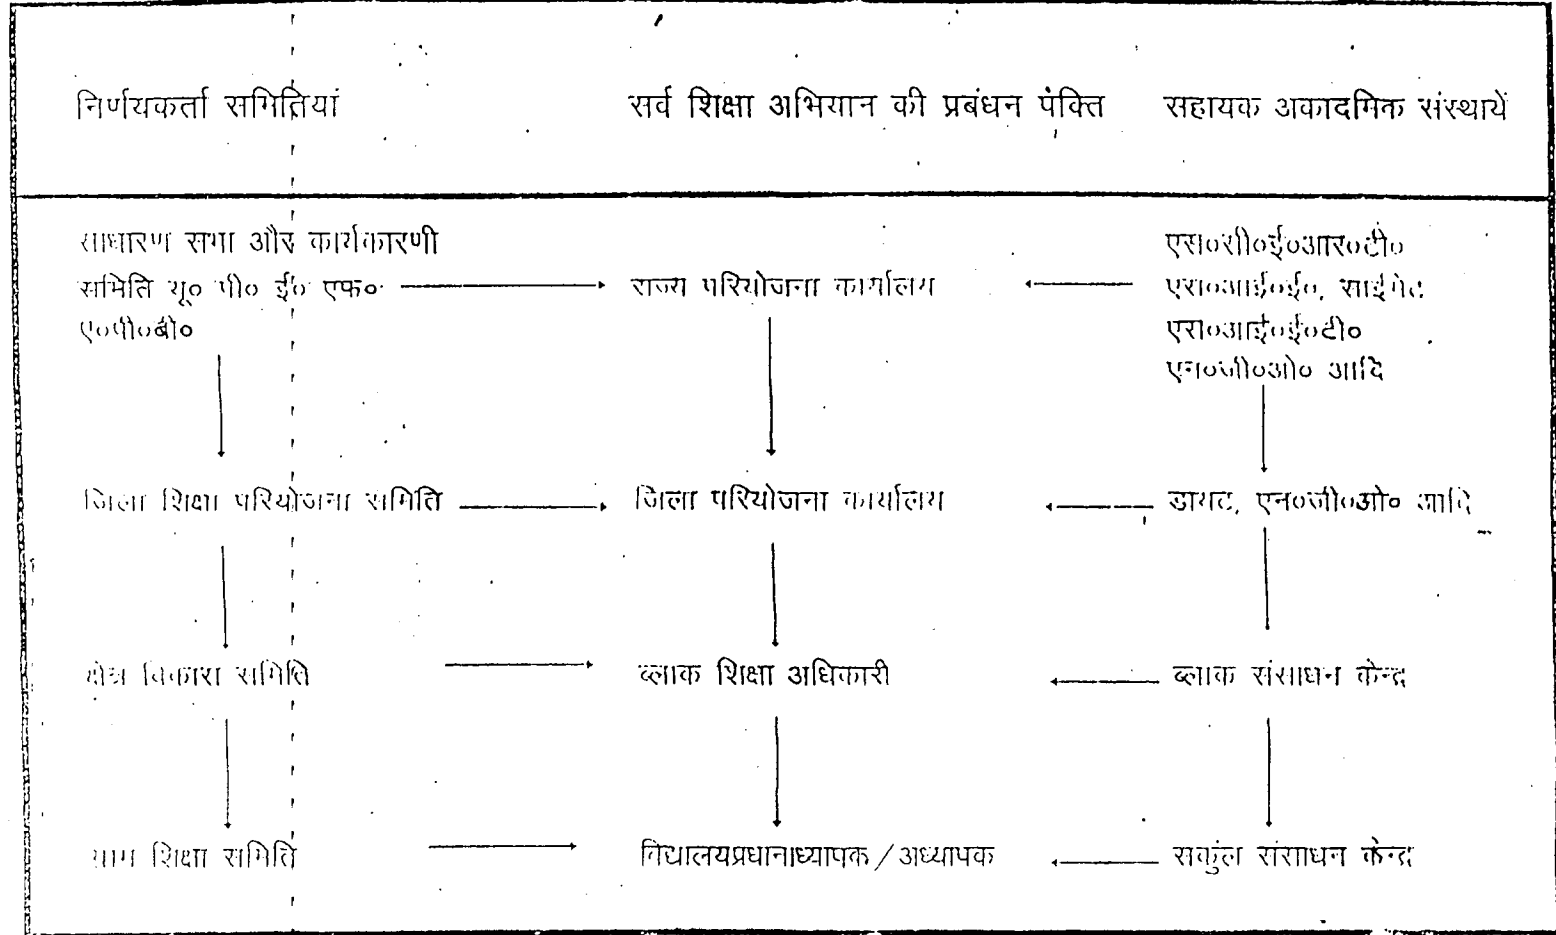 निर्णयकर्ता समितियां
सर्व शिक्षा अभियान की प्रबंधन पंक्ति
सहायक अकादमिक संस्थायें
साधारण सभा और कार्यकारणी
समिति यू० पी० ई० एफ०
ए०पी०बी०
राज्य परियोजना कार्यालय
एस०सी०ई०आर०टी०
एस०आई०ई०, साईमेट
एस०आई०ई०टी०
एन०जी०ओ० आदि
जिला शिक्षा परियोजना समिति
जिला परियोजना कार्यालय
डायट, एन०जी०ओ० आदि
क्षेत्र विकास समिति
ब्लाक शिक्षा अधिकारी
ब्लाक संसाधन केन्द्र
ग्राम शिक्षा समिति
विद्यालयप्रधानाध्यापक / अध्यापक
सकुंल संसाधन केन्द्र